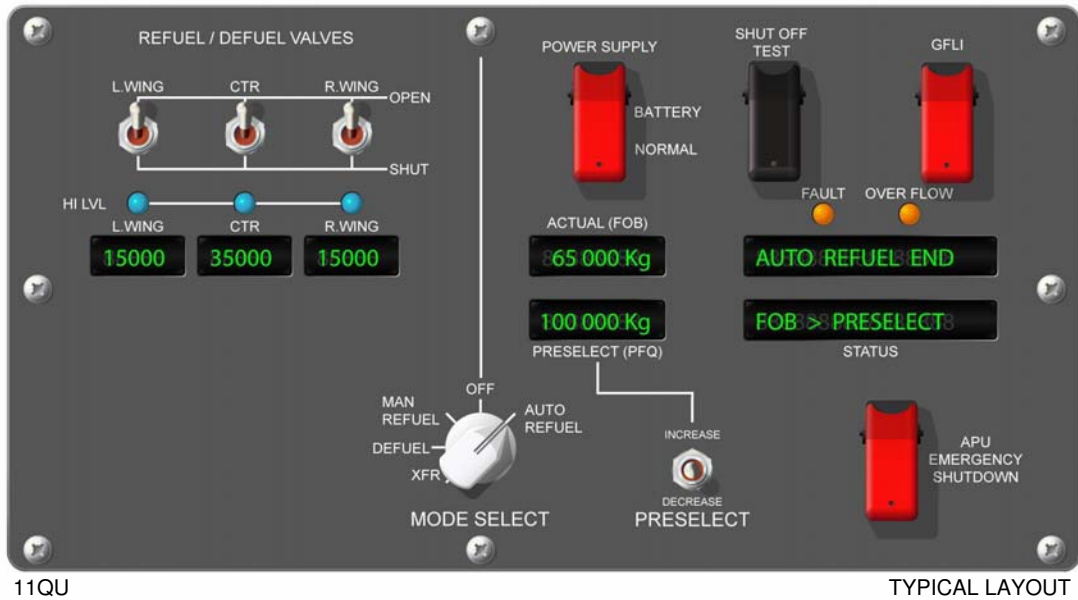 REFUEL / DEFUEL VALVES
L.WING CTR R.WING
OPEN
SHUT
HI LVL
L.WING CTR R.WING
15000 35000 15000
POWER SUPPLY
BATTERY
NORMAL
SHUT OFF
TEST
GFLI
FAULT OVER FLOW
ACTUAL (FOB)
65 000 Kg
AUTO REFUEL END
100 000 Kg
FOB > PRESELECT
PRESELECT (PFQ)
STATUS
OFF
MAN
REFUEL
AUTO
REFUEL
DEFUEL
XFR
MODE SELECT
INCREASE
DECREASE
PRESELECT
APU
EMERGENCY
SHUTDOWN
11QU
TYPICAL LAYOUT